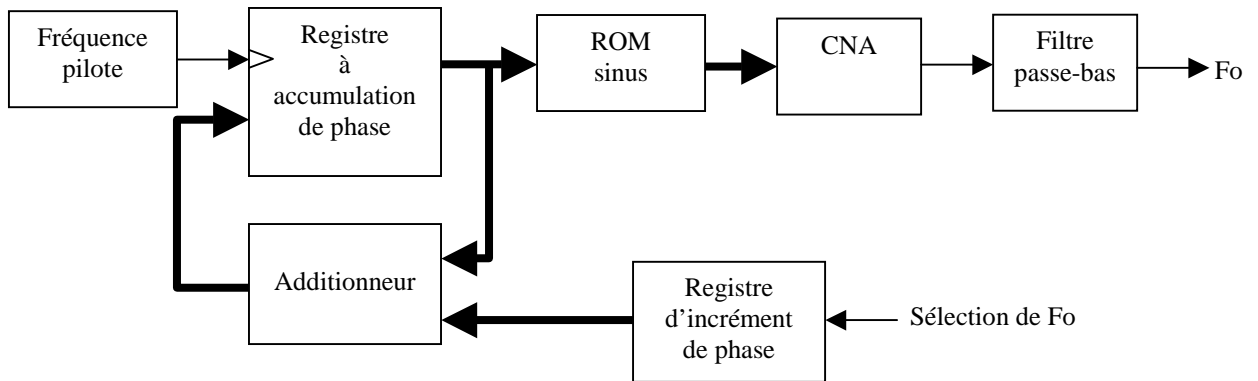 Fréquence
pilote
Registre
à
accumulation
de phase
ROM
sinus
CNA
Filtre
passe-bas
Fo
Additionneur
Registre
d’incrément
de phase
Sélection de Fo